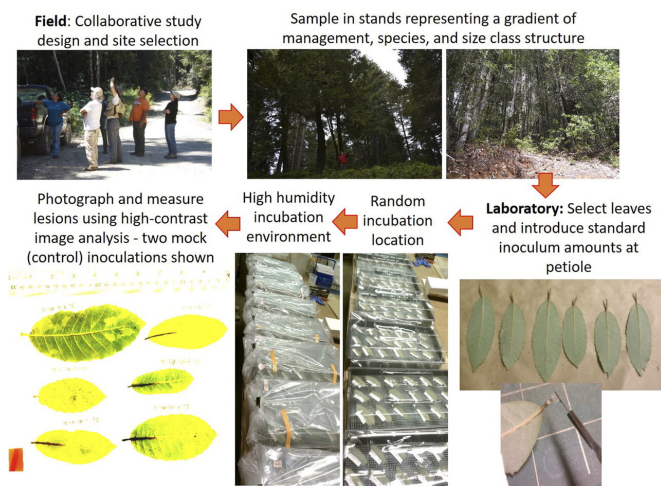 Field: Collaborative study
design and site selection
Sample in stands representing a gradient of
management, species, and size class structure
Photograph and measure
lesions using high-contrast
image analysis - two mock
(control) inoculations shown
High humidity
incubation
environment
Random
incubation
location
Laboratory: Select leaves
and introduce standard
inoculum amounts at
petiole